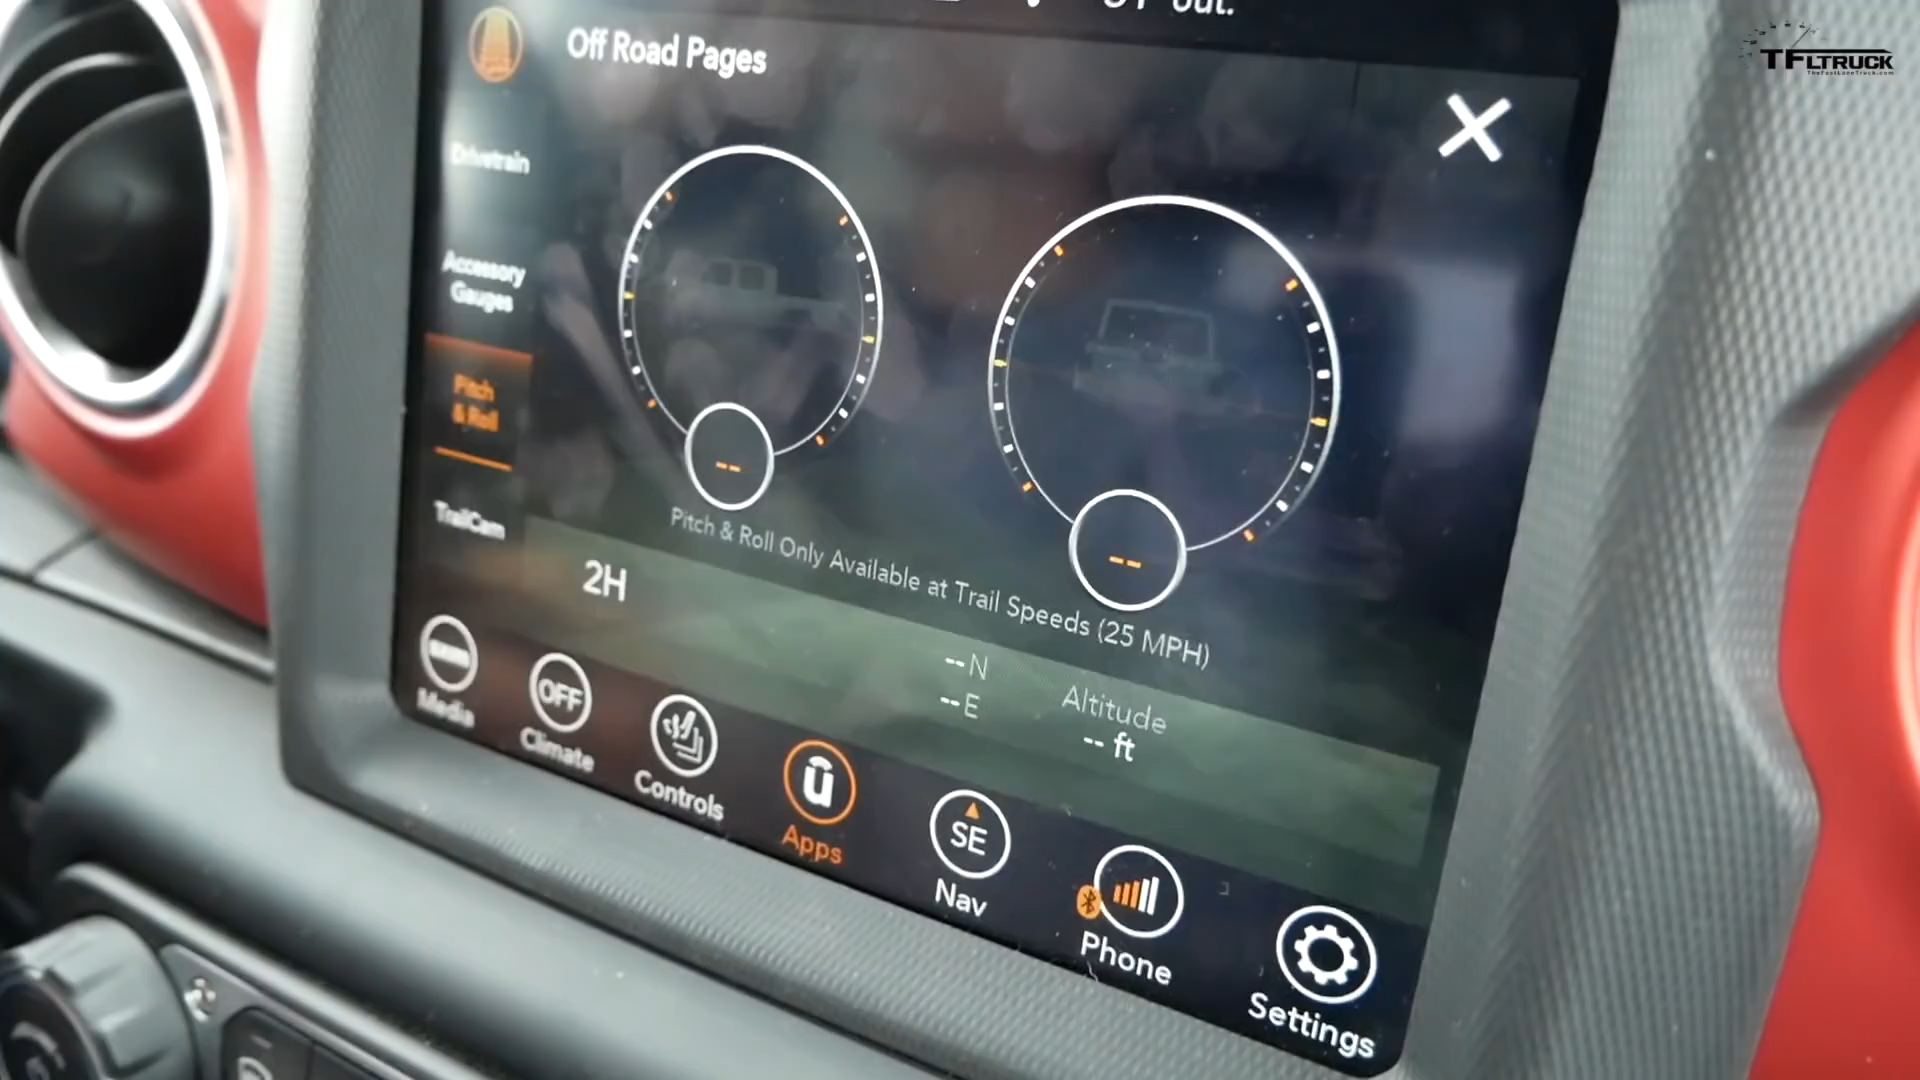 out.
TFLTRUCK
TheFastLaneTruck.com
Off Road Pages
Drivetrain
Accessory
Gauges
Pitch
& Roll
TrailCam
--
--
Pitch & Roll Only Available at Trail Speeds (25 MPH)
2H
-- N
-- E
Altitude
-- ft
Media
OFF
Climate
Controls
Apps
SE
Nav
Phone
Settings